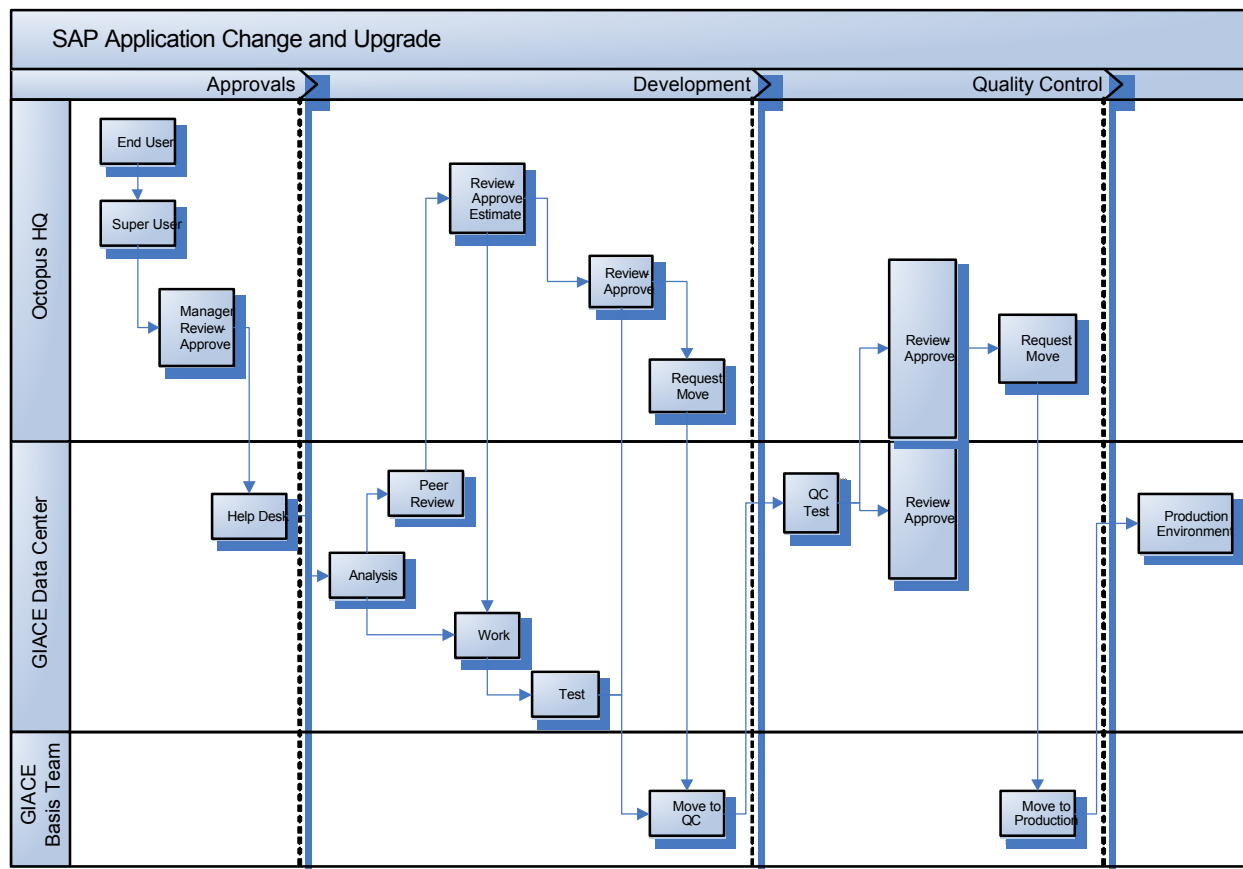 SAP Application Change and Upgrade
Approvals
Development
Quality Control
Octopus HQ
End User
Super User
Manager
Review-
Approve
Review-
Approve
Estimate
Review-
Approve
Request
Move
Review-
Approve
Request
Move
GIACE Data Center
Help Desk
Peer
Review
Analysis
Work
Test
QC
Test
Review-
Approve
Production
Environment
GIACE
Basis Team
Move to
QC
Move to
Production